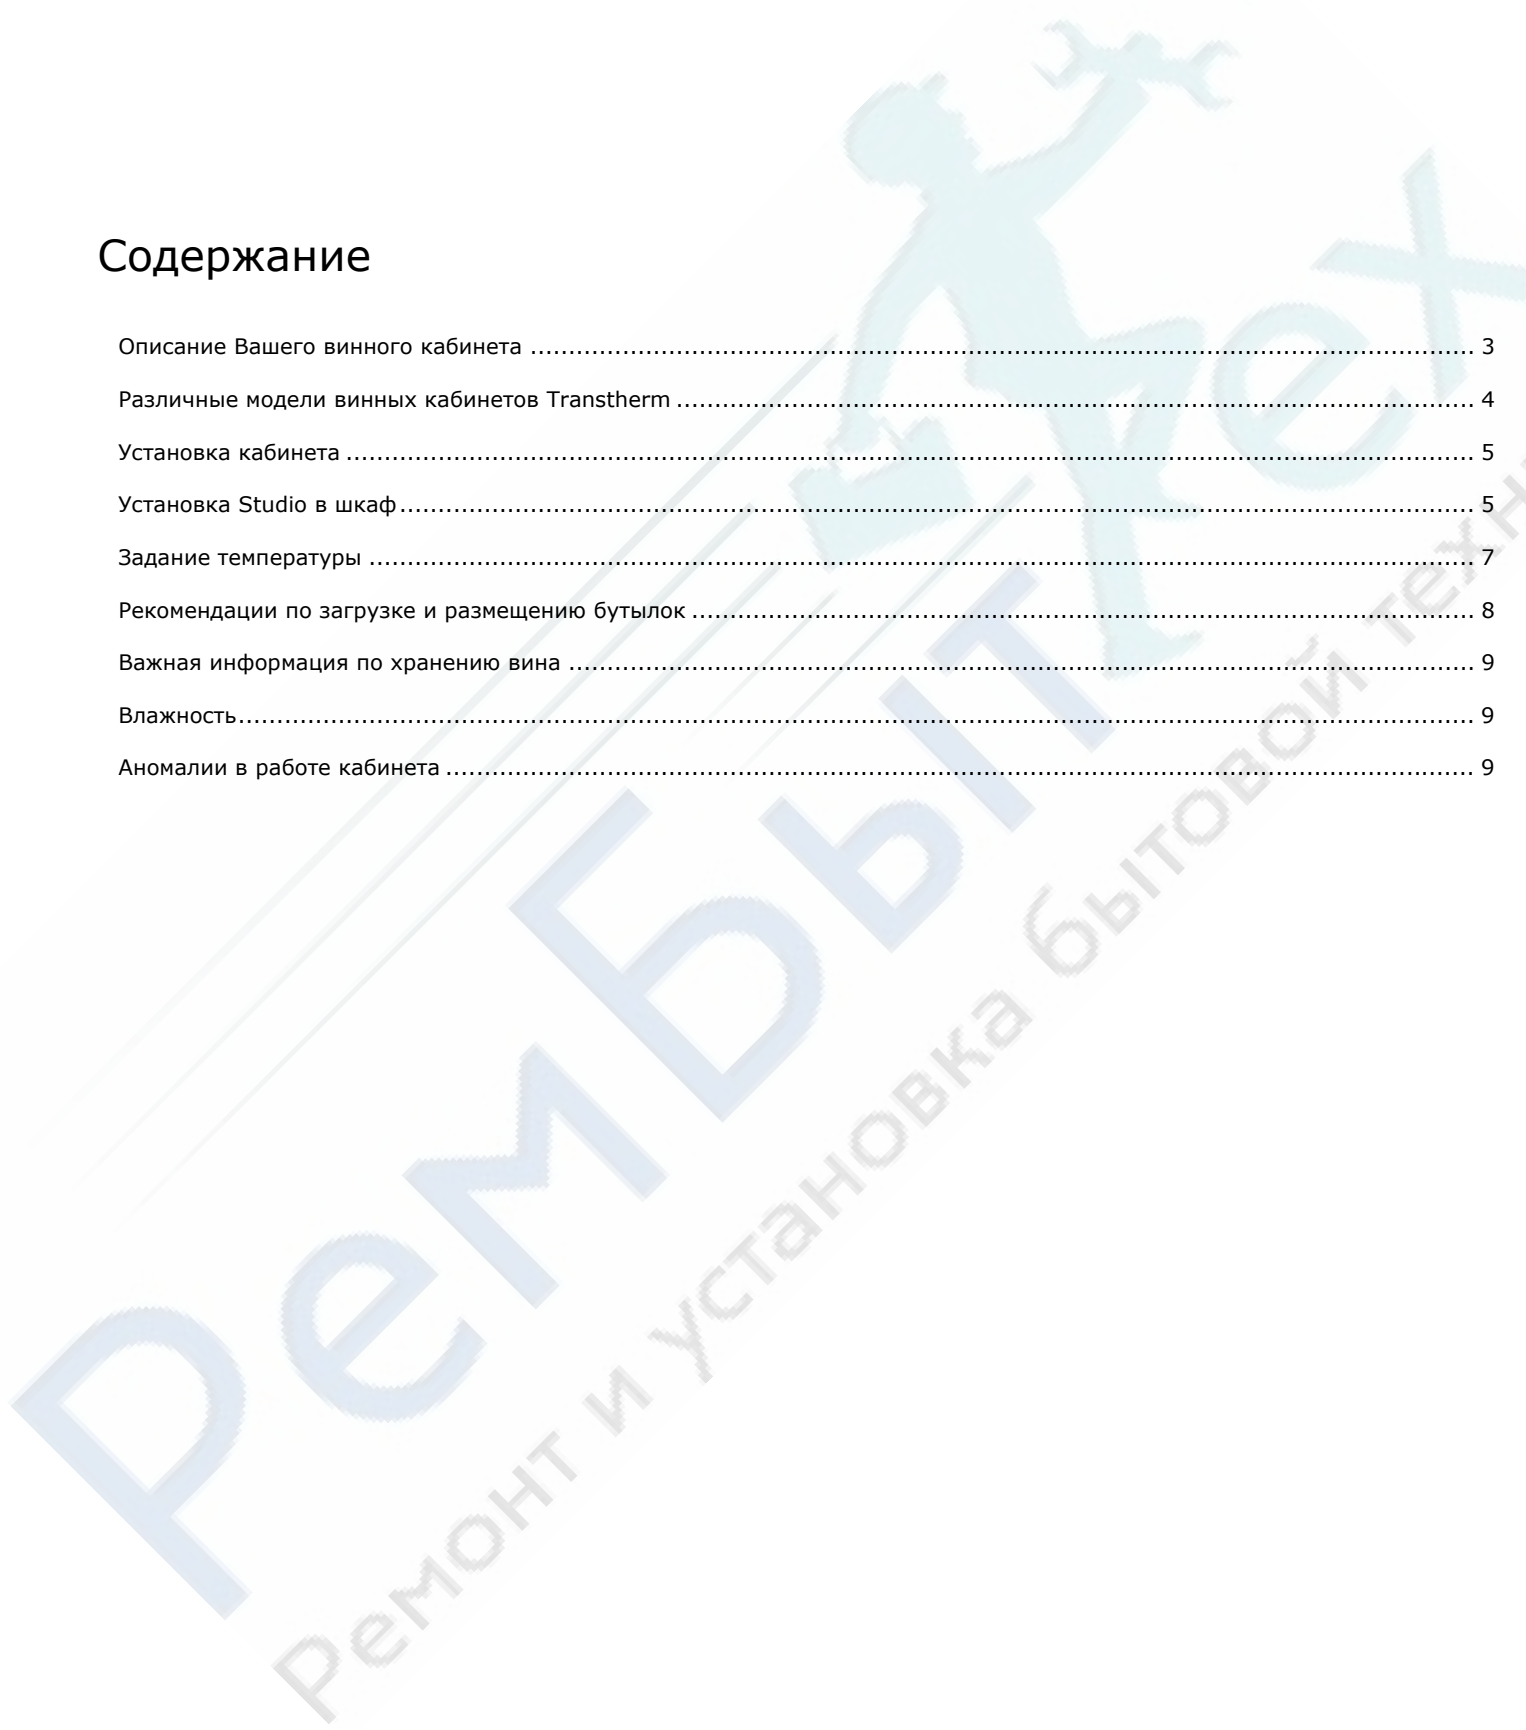 Содержание
Описание Вашего винного кабинета ........................................................ 3
Различные модели винных кабинетов Transtherm ........................................................ 4
Установка кабинета ........................................................ 5
Установка Studio в шкаф ........................................................ 5
Задание температуры ........................................................ 7
Рекомендации по загрузке и размещению бутылок ........................................................ 8
Важная информация по хранению вина ........................................................ 9
Влажность ........................................................ 9
Аномалии в работе кабинета ........................................................ 9
РемБытТех
Ремонт и установка бытовой